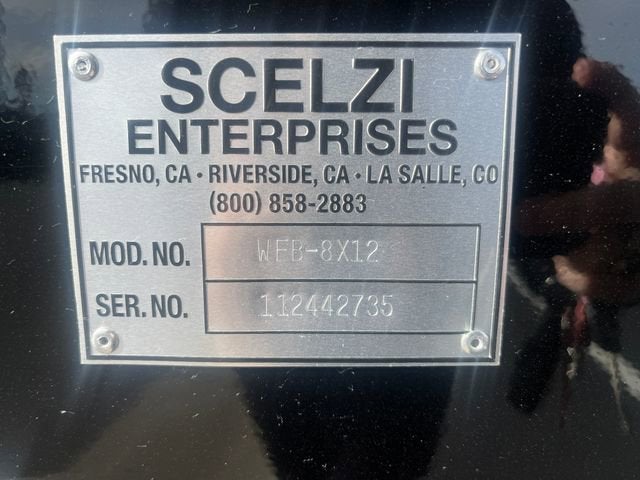 SCELZI
ENTERPRISES
FRESNO, CA · RIVERSIDE, CA · LA SALLE, CO
(800) 858-2883
MOD. NO. WFB-8X12
SER. NO. 112442735